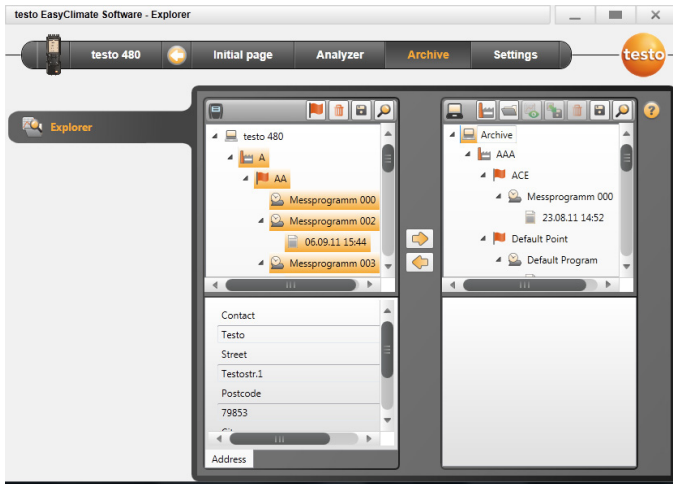 testo EasyClimate Software - Explorer
testo 480
Initial page
Analyzer
Archive
Settings
testo
Explorer
testo 480
A
AA
Messprogramm 000
Messprogramm 002
06.09.11 15:44
Messprogramm 003
Contact
Testo
Street
Testostr.1
Postcode
79853
Address
?
Archive
AAA
ACE
Messprogramm 000
23.08.11 14:52
Default Point
Default Program